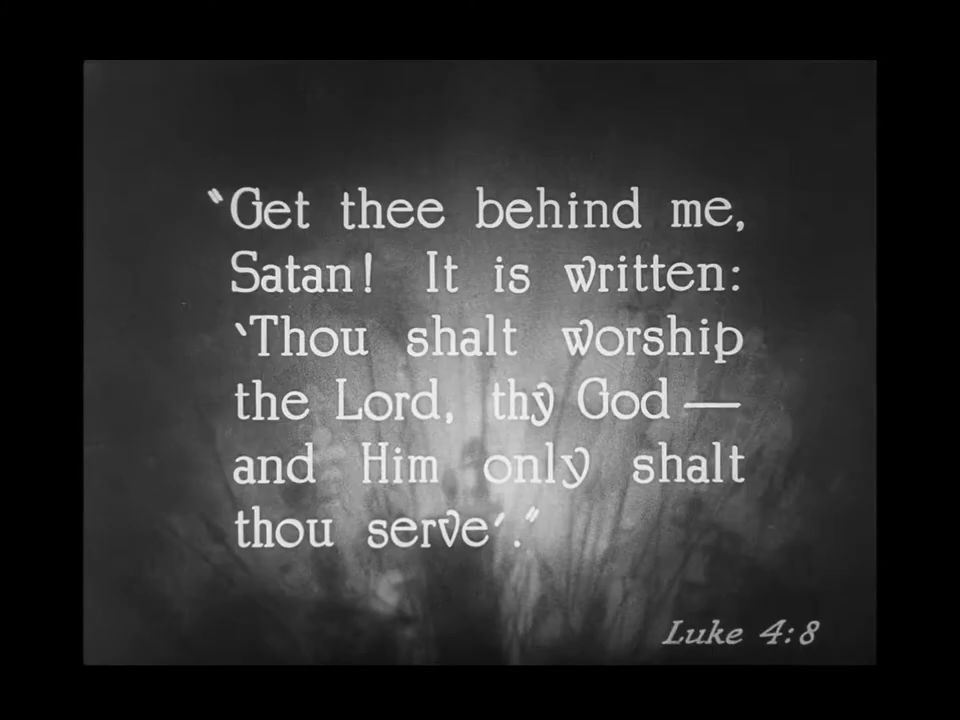 “Get thee behind me,
Satan! It is written:
‘Thou shalt worship
the Lord, thy God —
and Him only shalt
thou serve’.”
Luke 4:8